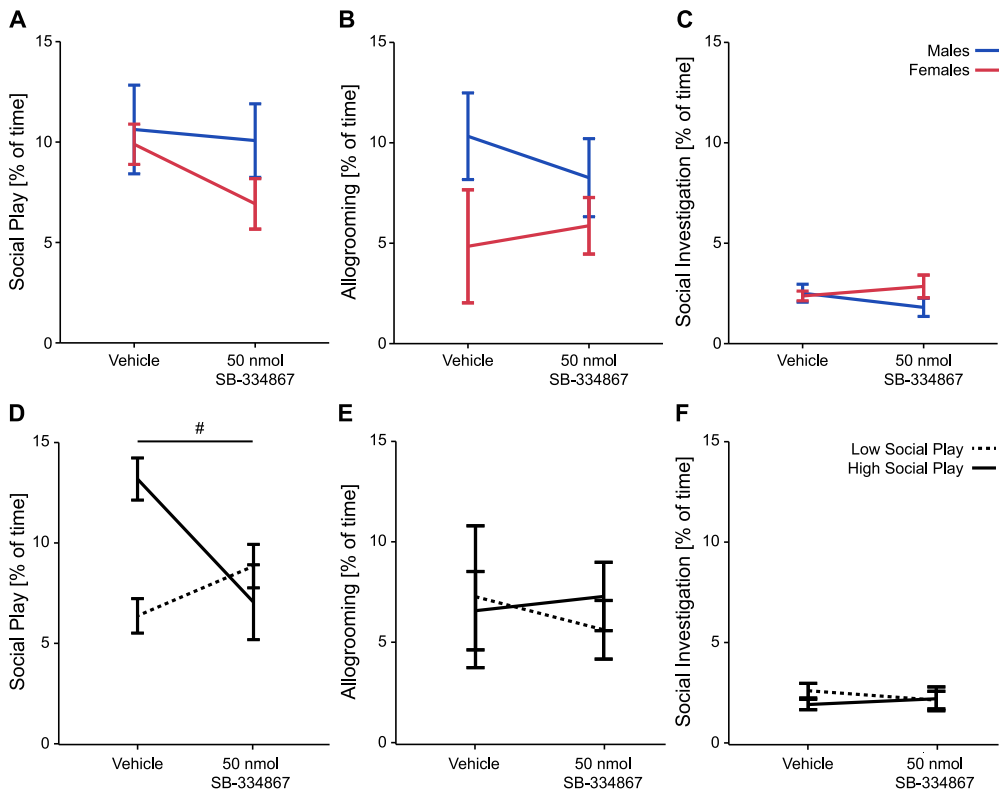 A
Social Play [% of time]
15
10
5
0
Vehicle
50 nmol
SB-334867
B
Allogrooming [% of time]
15
10
5
0
Vehicle
50 nmol
SB-334867
C
Social Investigation [% of time]
15
10
5
0
Males
Females
Vehicle
50 nmol
SB-334867
D
Social Play [% of time]
15
10
5
0
#
Vehicle
50 nmol
SB-334867
E
Allogrooming [% of time]
15
10
5
0
Vehicle
50 nmol
SB-334867
F
Social Investigation [% of time]
15
10
5
0
Low Social Play
High Social Play
Vehicle
50 nmol
SB-334867